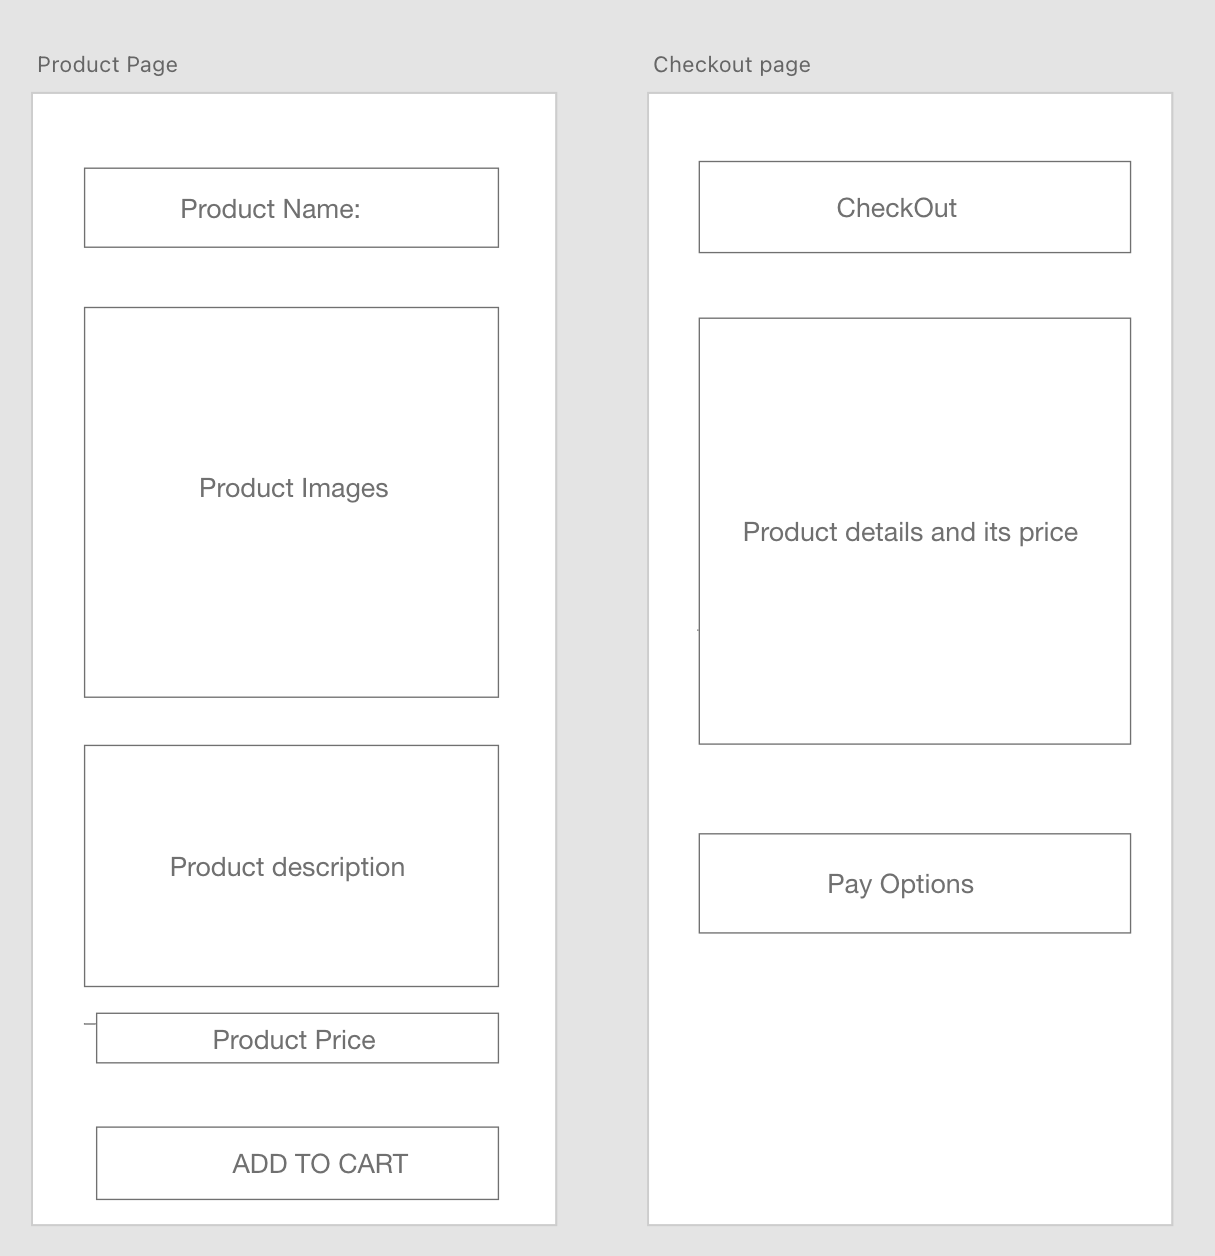 Product Page
Product Name:
Product Images
Product description
Product Price
ADD TO CART
Checkout page
CheckOut
Product details and its price
Pay Options